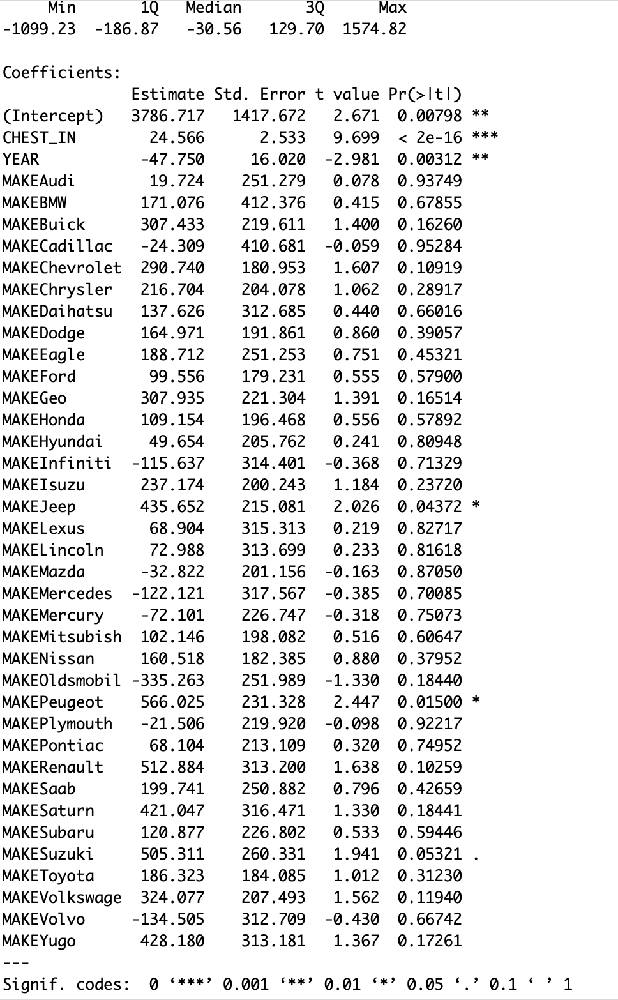 Min 1Q Median 3Q Max
-1099.23 -186.87 -30.56 129.70 1574.82
Coefficients:
Estimate Std. Error t value Pr(>|t|)
(Intercept) 3786.717 1417.672 2.671 0.00798 **
CHEST_IN 24.566 2.533 9.699 < 2e-16 ***
YEAR -47.750 16.020 -2.981 0.00312 **
MAKEAudi 19.724 251.279 0.078 0.93749
MAKEBMW 171.076 412.376 0.415 0.67855
MAKEBuick 307.433 219.611 1.400 0.16260
MAKECadillac -24.309 410.681 -0.059 0.95284
MAKEChevrolet 290.740 180.953 1.607 0.10919
MAKEChrysler 216.704 204.078 1.062 0.28917
MAKEDaihatsu 137.626 312.685 0.440 0.66016
MAKEDodge 164.971 191.861 0.860 0.39057
MAKEEagle 188.712 251.253 0.751 0.45321
MAKEFord 99.556 179.231 0.555 0.57900
MAKEGeo 307.935 221.304 1.391 0.16514
MAKEHonda 109.154 196.468 0.556 0.57892
MAKEHyundai 49.654 205.762 0.241 0.80948
MAKEInfiniti -115.637 314.401 -0.368 0.71329
MAKEIsuzu 237.174 200.243 1.184 0.23720
MAKEJeep 435.652 215.081 2.026 0.04372 *
MAKELexus 68.904 315.313 0.219 0.82717
MAKELincoln 72.988 313.699 0.233 0.81618
MAKEMazda -32.822 201.156 -0.163 0.87050
MAKEMercedes -122.121 317.567 -0.385 0.70085
MAKEMercury -72.101 226.747 -0.318 0.75073
MAKEMitsubish 102.146 198.082 0.516 0.60647
MAKENissan 160.518 182.385 0.880 0.37952
MAKEOldsmobil -335.263 251.989 -1.330 0.18440
MAKEPeugeot 566.025 231.328 2.447 0.01500 *
MAKEPlymouth -21.506 219.920 -0.098 0.92217
MAKEPontiac 68.104 213.109 0.320 0.74952
MAKERenault 512.884 313.200 1.638 0.10259
MAKESaab 199.741 250.882 0.796 0.42659
MAKESaturn 421.047 316.471 1.330 0.18441
MAKESubaru 120.877 226.802 0.533 0.59446
MAKESuzuki 505.311 260.331 1.941 0.05321 .
MAKEToyota 186.323 184.085 1.012 0.31230
MAKEVolkswage 324.077 207.493 1.562 0.11940
MAKEVolvo -134.505 312.709 -0.430 0.66742
MAKEYugo 428.180 313.181 1.367 0.17261
---
Signif. codes: 0 ‘***’ 0.001 ‘**’ 0.01 ‘*’ 0.05 ‘.’ 0.1 ‘ ’ 1